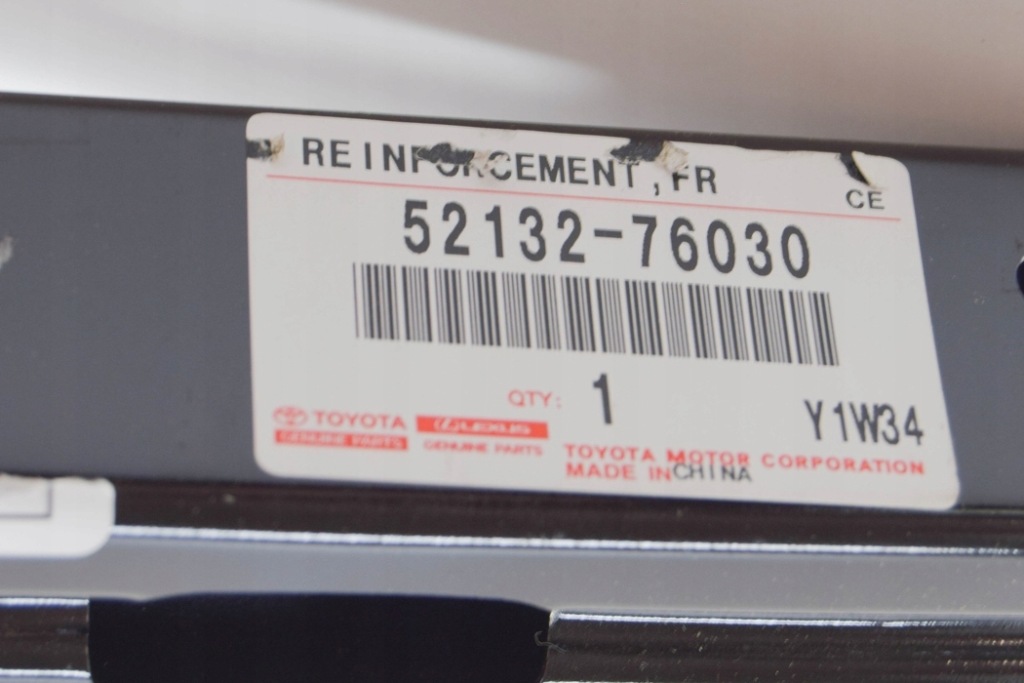 REINFORCEMENT, FR
CE
52132-76030
QTY: 1
Y1W34
TOYOTA
GENUINE PARTS
LEXUS
GENUINE PARTS
TOYOTA MOTOR CORPORATION
MADE IN CHINA